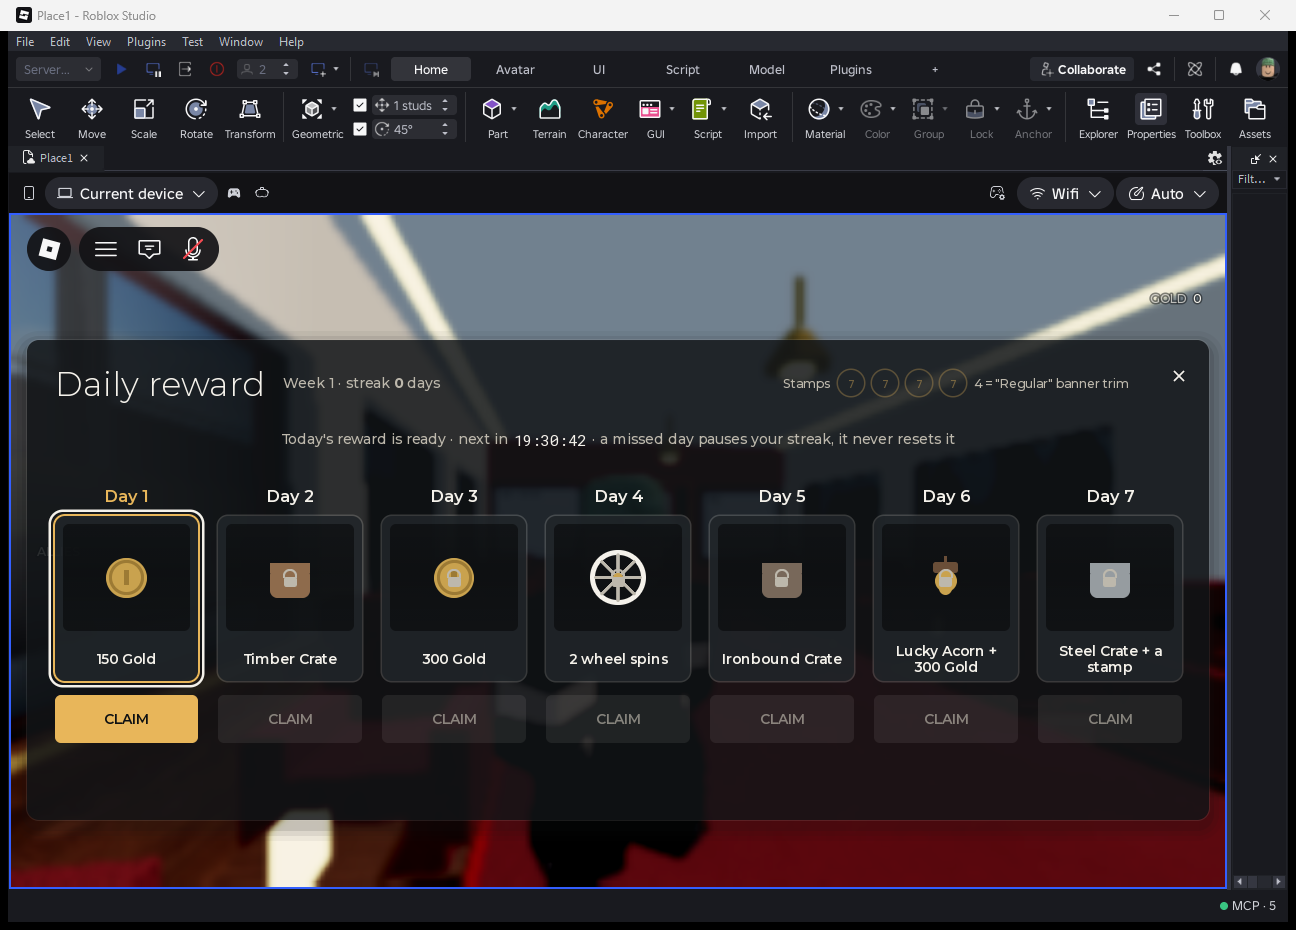 Place1 - Roblox Studio
File Edit View Plugins Test Window Help
Server... 2 Home Avatar UI Script Model Plugins + Collaborate
1 studs
45°
Select Move Scale Rotate Transform Geometric Part Terrain Character GUI Script Import Material Color Group Lock Anchor Explorer Properties Toolbox Assets
Place1
Filt...
Current device Wifi Auto
GOLD 0
Daily reward Week 1 · streak 0 days Stamps 7 7 7 7 4 = "Regular" banner trim
Today's reward is ready · next in 19:30:42 · a missed day pauses your streak, it never resets it
Day 1 Day 2 Day 3 Day 4 Day 5 Day 6 Day 7
150 Gold Timber Crate 300 Gold 2 wheel spins Ironbound Crate Lucky Acorn + 300 Gold Steel Crate + a stamp
CLAIM CLAIM CLAIM CLAIM CLAIM CLAIM CLAIM
MCP · 5